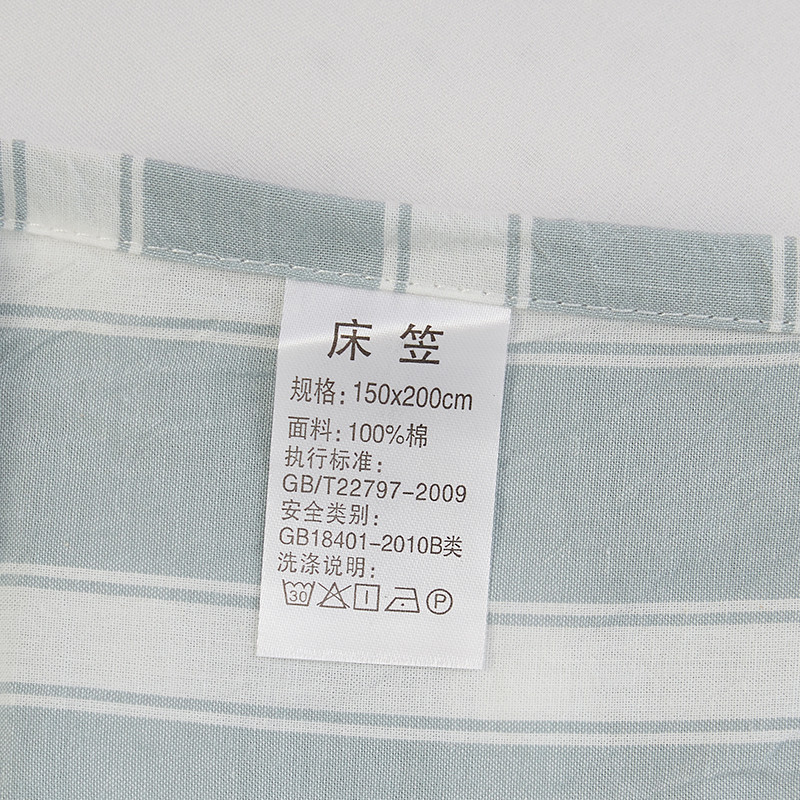 床笠
规格:150x200cm
面料:100%棉
执行标准:
GB/T22797-2009
安全类别:
GB18401-2010B类
洗涤说明:
30 P